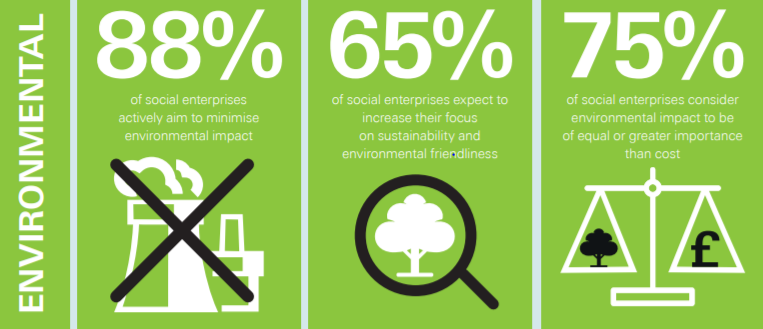 ENVIRONMENTAL
88%
of social enterprises
actively aim to minimise
environmental impact
65%
of social enterprises expect to
increase their focus
on sustainability and
environmental friendliness
75%
of social enterprises consider
environmental impact to be
of equal or greater importance
than cost
£